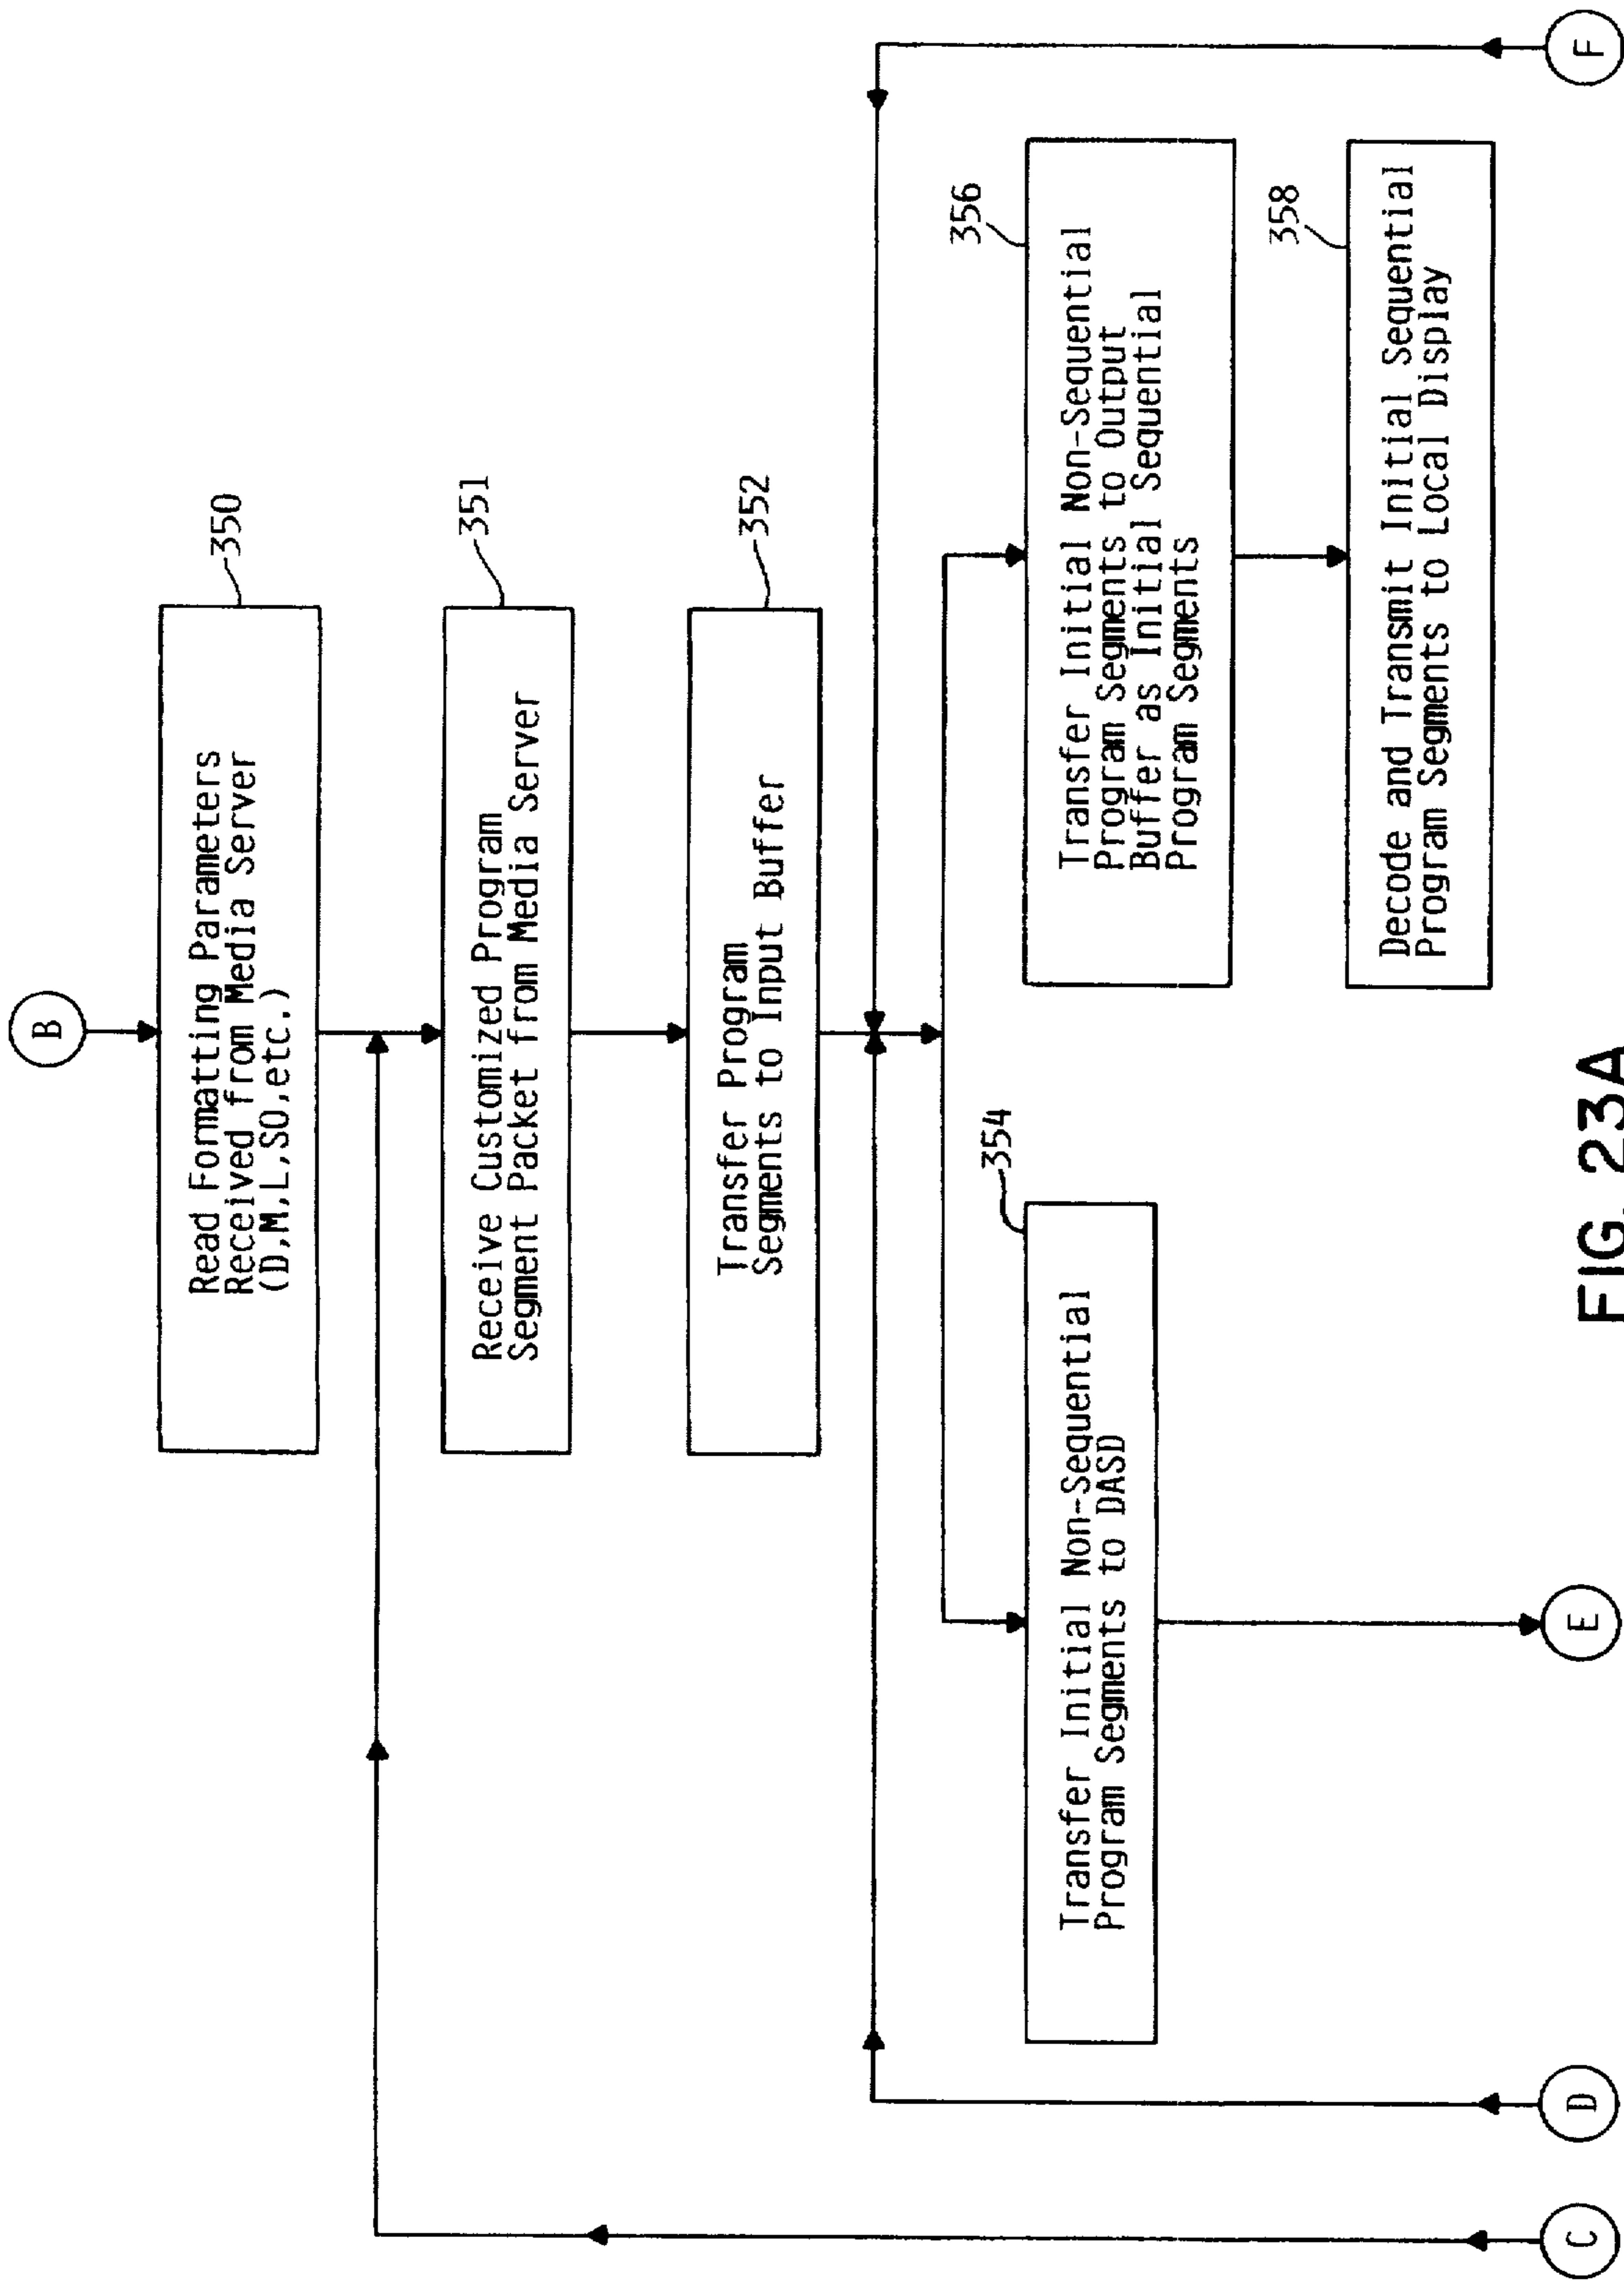 B
350
Read Formatting Parameters
Received from Media Server
(D,M,L,SO,etc.)
351
Receive Customized Program
Segment Packet from Media Server
352
Transfer Program
Segments to Input Buffer
354
Transfer Initial Non-Sequential
Program Segments to DASD
356
Transfer Initial Non-Sequential
Program Segments to Output
Buffer as Initial Sequential
Program Segments
358
Decode and Transmit Initial Sequential
Program Segments to Local Display
C
D
E
F
FIG. 23A